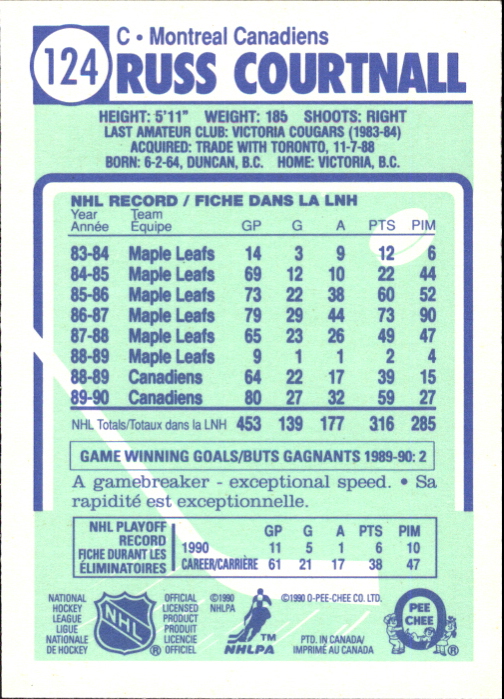 124
C • Montreal Canadiens
RUSS COURTNALL
HEIGHT: 5'11" WEIGHT: 185 SHOOTS: RIGHT
LAST AMATEUR CLUB: VICTORIA COUGARS (1983-84)
ACQUIRED: TRADE WITH TORONTO, 11-7-88
BORN: 6-2-64, DUNCAN, B.C. HOME: VICTORIA, B.C.
NHL RECORD / FICHE DANS LA LNH
Year Team
Année Équipe GP G A PTS PIM
83-84 Maple Leafs 14 3 9 12 6
84-85 Maple Leafs 69 12 10 22 44
85-86 Maple Leafs 73 22 38 60 52
86-87 Maple Leafs 79 29 44 73 90
87-88 Maple Leafs 65 23 26 49 47
88-89 Maple Leafs 9 1 1 2 4
88-89 Canadiens 64 22 17 39 15
89-90 Canadiens 80 27 32 59 27
NHL Totals/Totaux dans la LNH 453 139 177 316 285
GAME WINNING GOALS/BUTS GAGNANTS 1989-90: 2
A gamebreaker - exceptional speed. • Sa
rapidité est exceptionnelle.
NHL PLAYOFF
RECORD
FICHE DURANT LES
ÉLIMINATOIRES
GP G A PTS PIM
1990 11 5 1 6 10
CAREER/CARRIÈRE 61 21 17 38 47
NATIONAL
HOCKEY
LEAGUE
LIGUE
NATIONALE
DE HOCKEY
NHL
®
OFFICIAL
LICENSED
PRODUCT
PRODUIT
LICENCIE
OFFICIEL
©1990
NHLPA
TM
NHLPA
©1990 O-PEE-CHEE CO. LTD.
PTD. IN CANADA/
IMPRIMÉ AU CANADA
O
PEE
CHEE
®